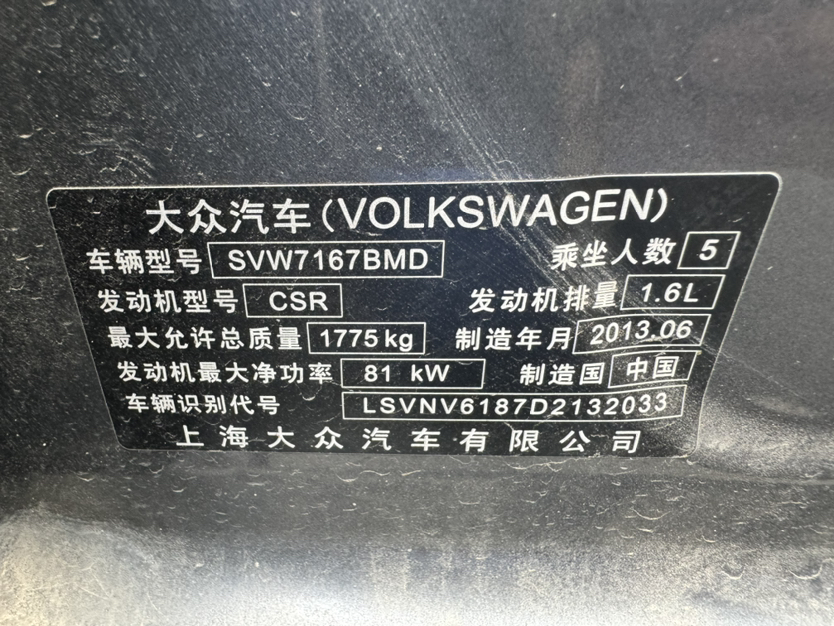 大众汽车(VOLKSWAGEN)
车辆型号 SVW7167BMD 乘坐人数 5
发动机型号 CSR 发动机排量 1.6L
最大允许总质量 1775kg 制造年月 2013.06
发动机最大净功率 81 kW 制造国 中国
车辆识别代号 LSVNV6187D2132033
上海大众汽车有限公司